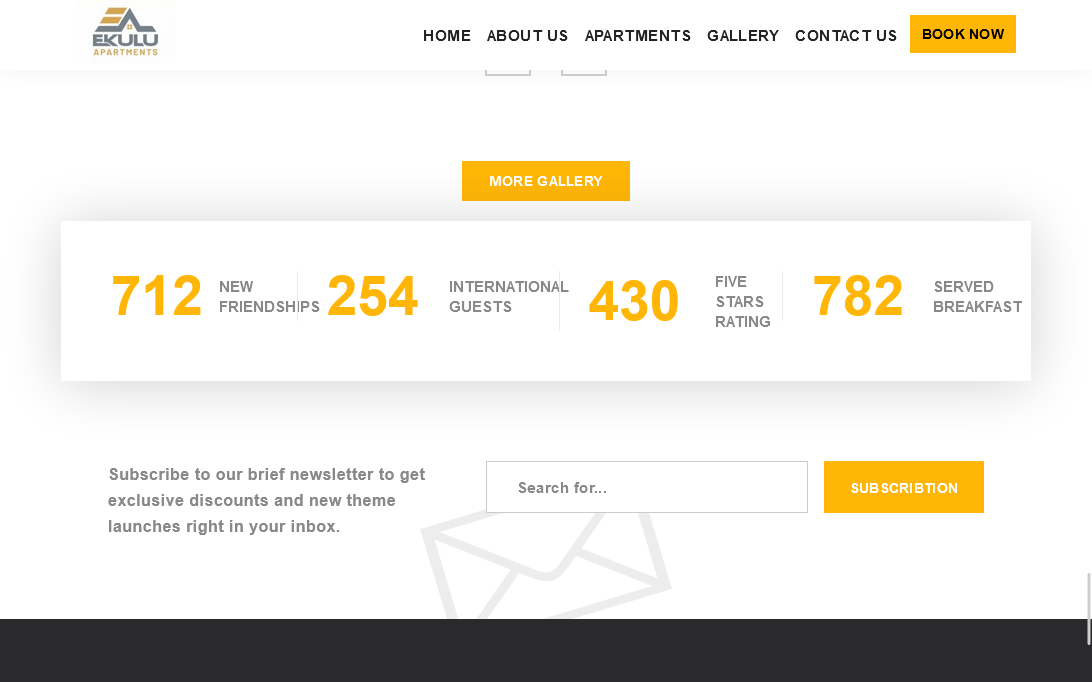 EKULU
APARTMENTS
HOME ABOUT US APARTMENTS GALLERY CONTACT US BOOK NOW
MORE GALLERY
712 NEW FRIENDSHIPS
254 INTERNATIONAL GUESTS
430 FIVE STARS RATING
782 SERVED BREAKFAST
Subscribe to our brief newsletter to get
exclusive discounts and new theme
launches right in your inbox.
Search for...
SUBSCRIBTION